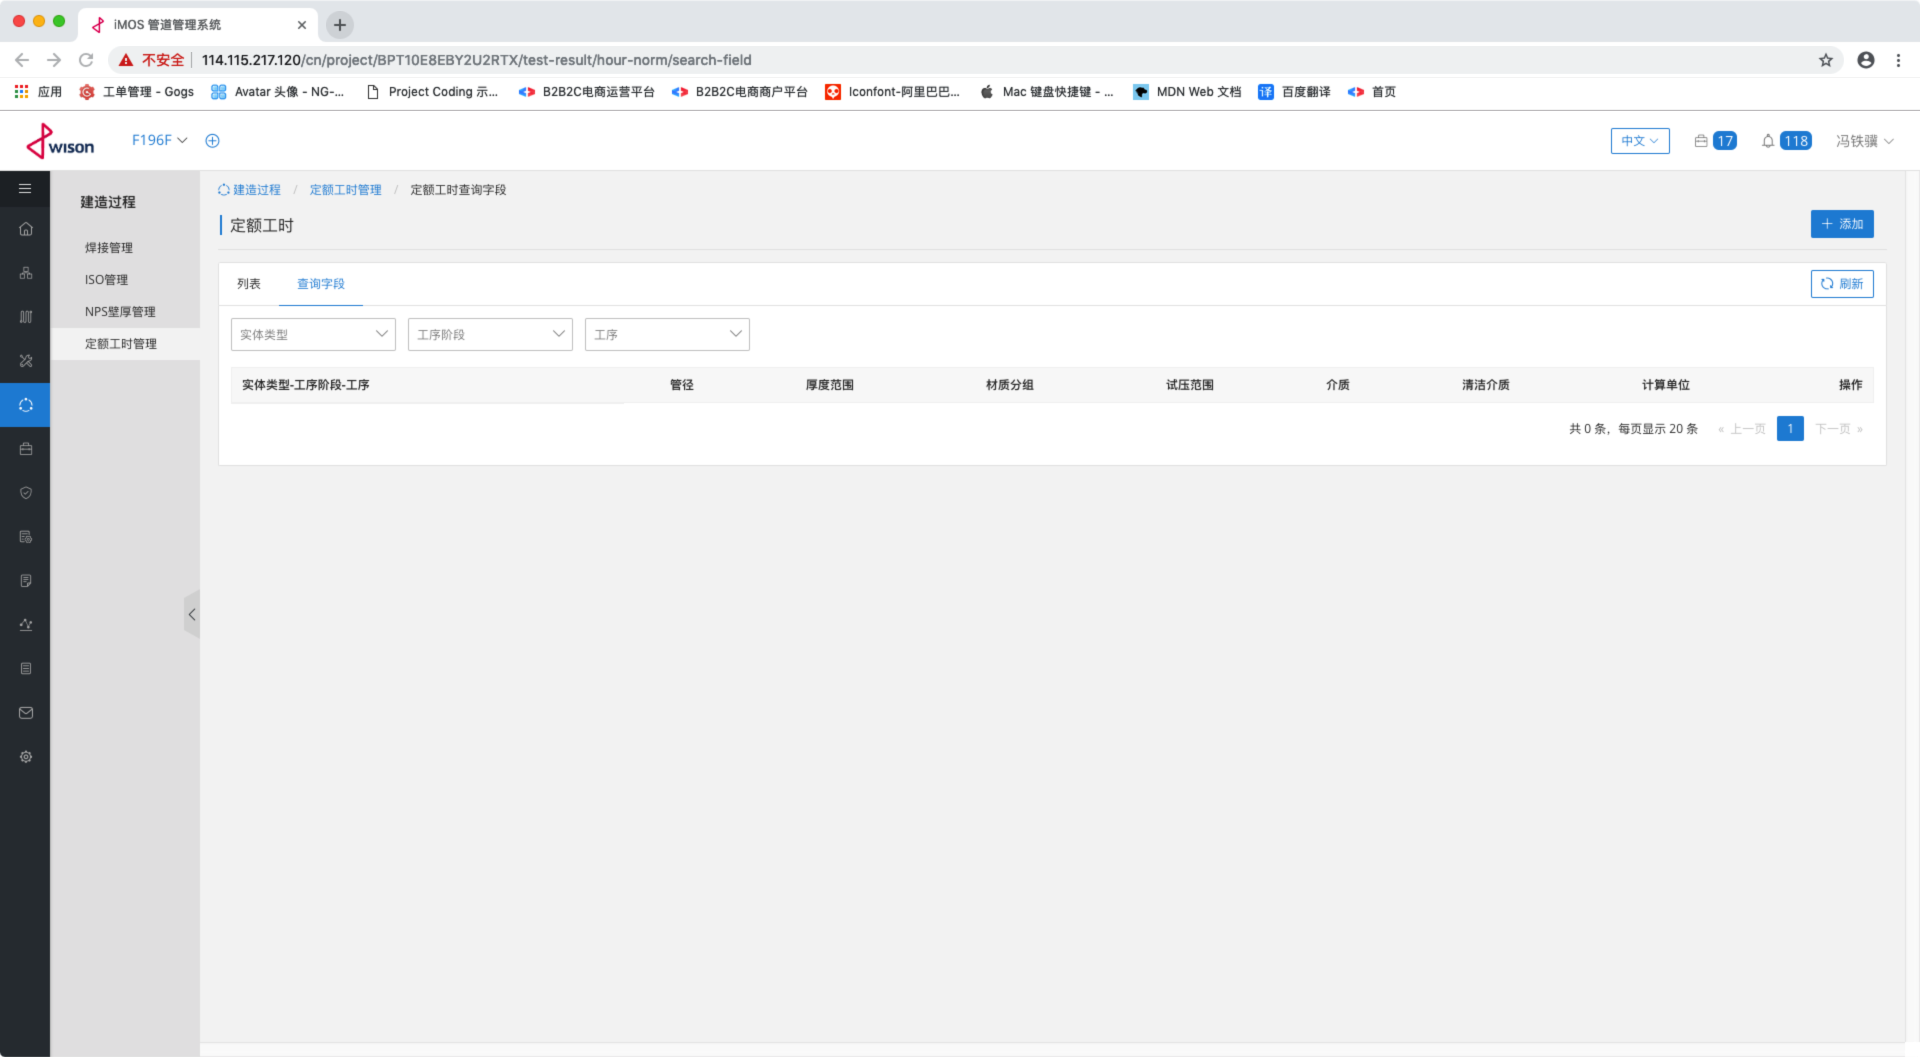 iMOS 管道管理系统
不安全 114.115.217.120/cn/project/BPT10E8EBY2U2RTX/test-result/hour-norm/search-field
应用 工单管理 - Gogs Avatar 头像 - NG-... Project Coding 示... B2B2C电商运营平台 B2B2C电商商户平台 Iconfont-阿里巴巴... Mac 键盘快捷键 - ... MDN Web 文档 译 百度翻译 首页
wison F196F 中文 17 118 冯铁骥
建造过程
焊接管理
ISO管理
NPS壁厚管理
定额工时管理
建造过程 / 定额工时管理 / 定额工时查询字段
定额工时 添加
列表 查询字段 刷新
实体类型 工序阶段 工序
实体类型-工序阶段-工序 管径 厚度范围 材质分组 试压范围 介质 清洁介质 计算单位 操作
共 0 条，每页显示 20 条 « 上一页 1 下一页 »